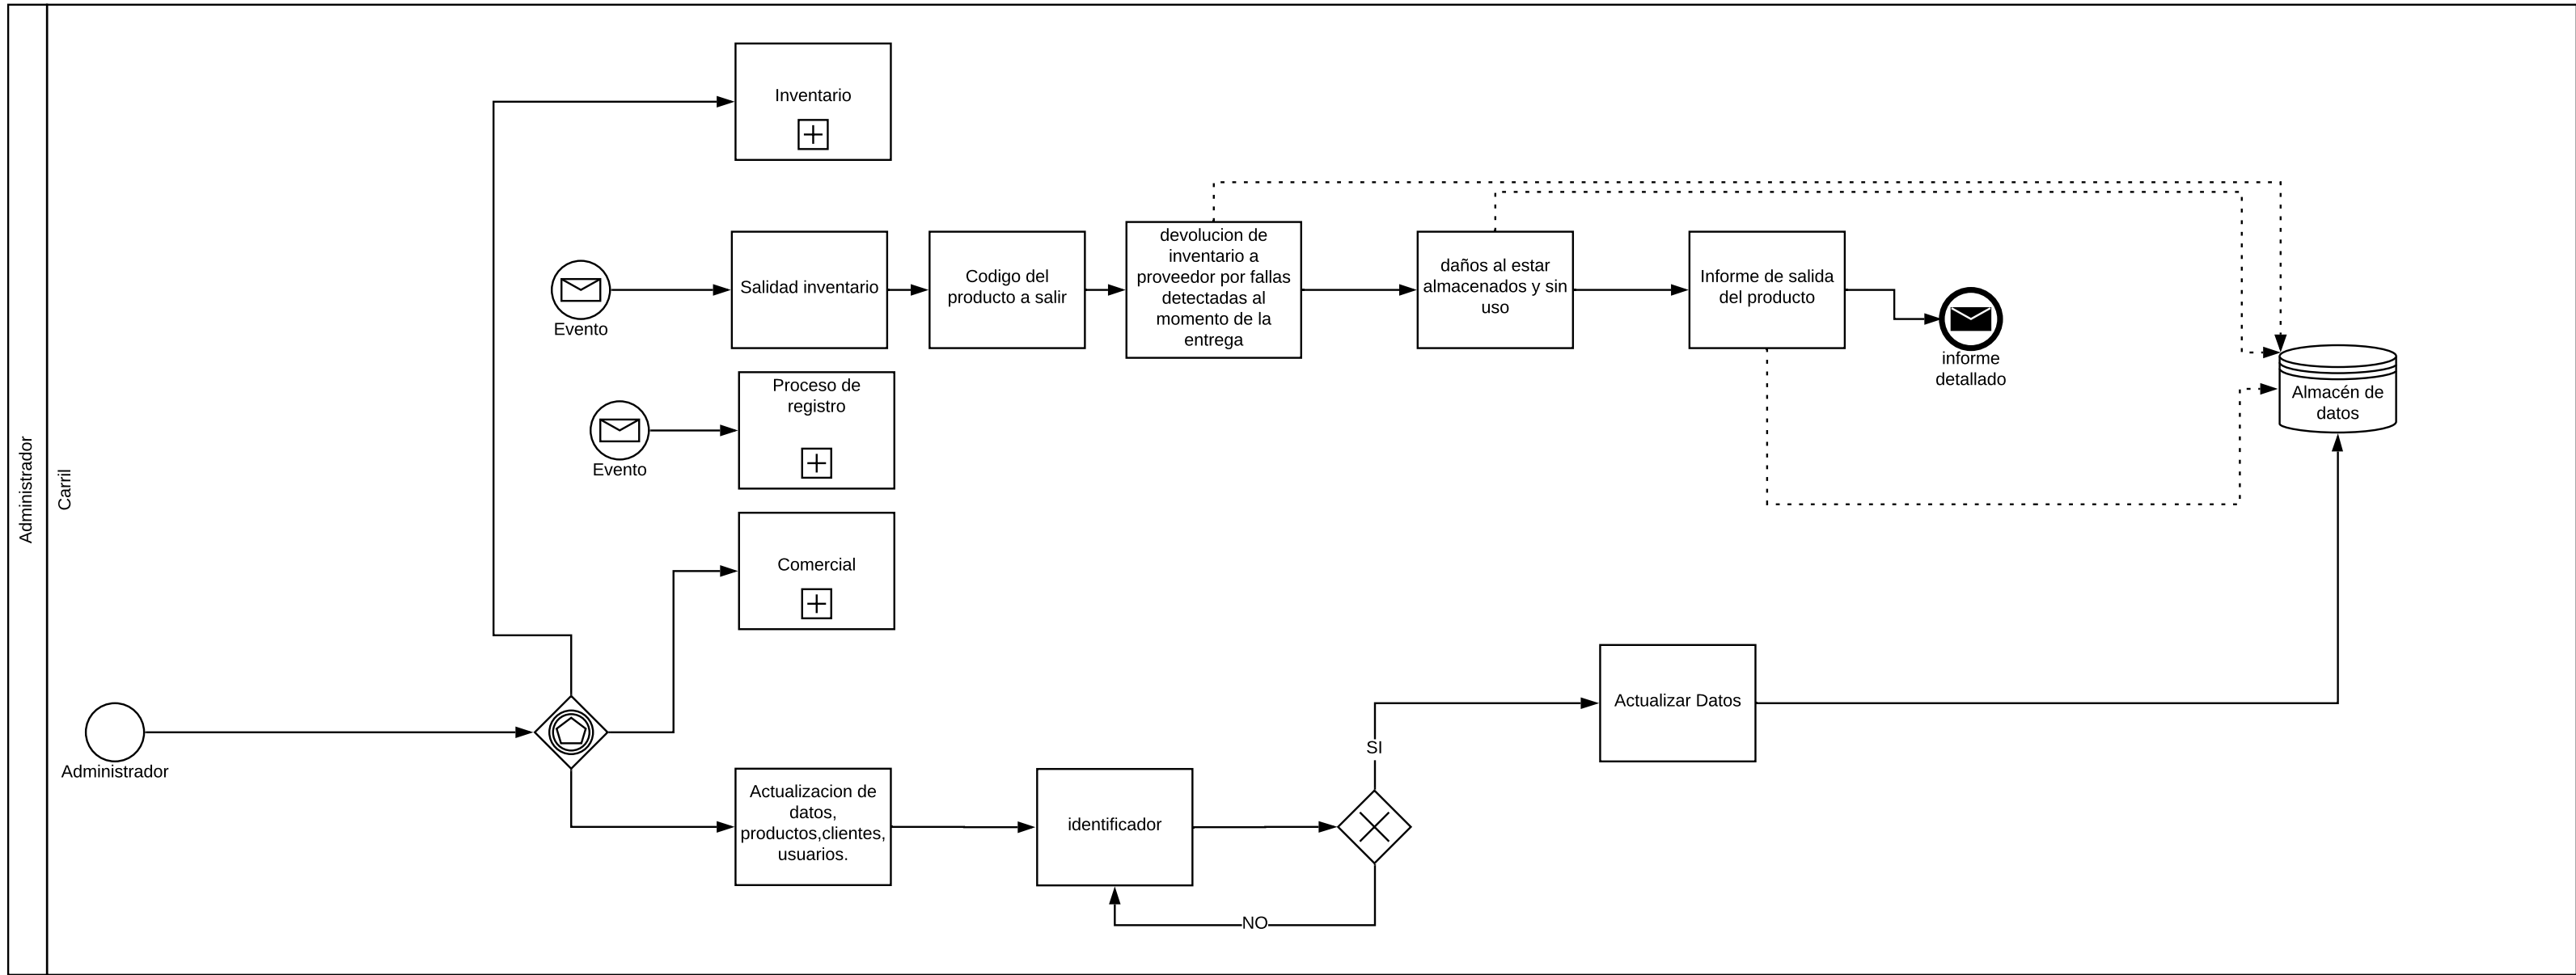 Administrador
Carril
Inventario
Evento
Salidad inventario
Codigo del
producto a salir
devolucion de
inventario a
proveedor por fallas
detectadas al
momento de la
entrega
daños al estar
almacenados y sin
uso
Informe de salida
del producto
informe
detallado
Almacén de
datos
Evento
Proceso de
registro
Comercial
Administrador
Actualizacion de
datos,
productos,clientes,
usuarios.
identificador
SI
NO
Actualizar Datos